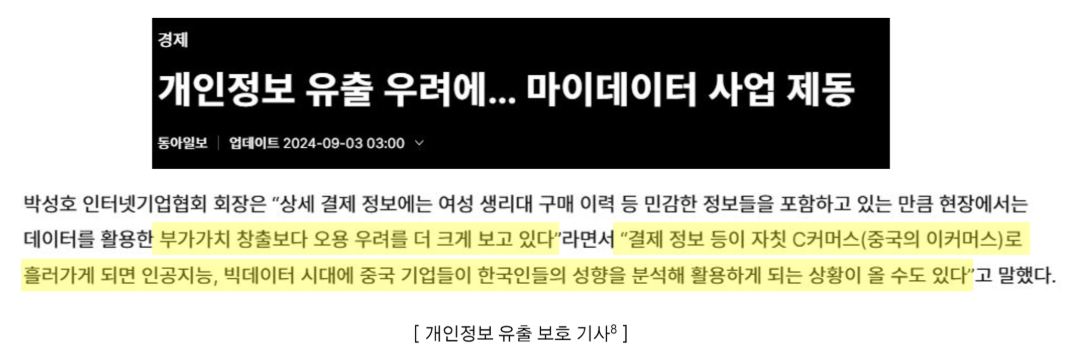 경제
개인정보 유출 우려에... 마이데이터 사업 제동
동아일보 | 업데이트 2024-09-03 03:00
박성호 인터넷기업협회 회장은 “상세 결제 정보에는 여성 생리대 구매 이력 등 민감한 정보들을 포함하고 있는 만큼 현장에서는
데이터를 활용한 부가가치 창출보다 오용 우려를 더 크게 보고 있다”라면서 “결제 정보 등이 자칫 C커머스(중국의 이커머스)로
흘러가게 되면 인공지능, 빅데이터 시대에 중국 기업들이 한국인들의 성향을 분석해 활용하게 되는 상황이 올 수도 있다”고 말했다.
[ 개인정보 유출 보호 기사8 ]